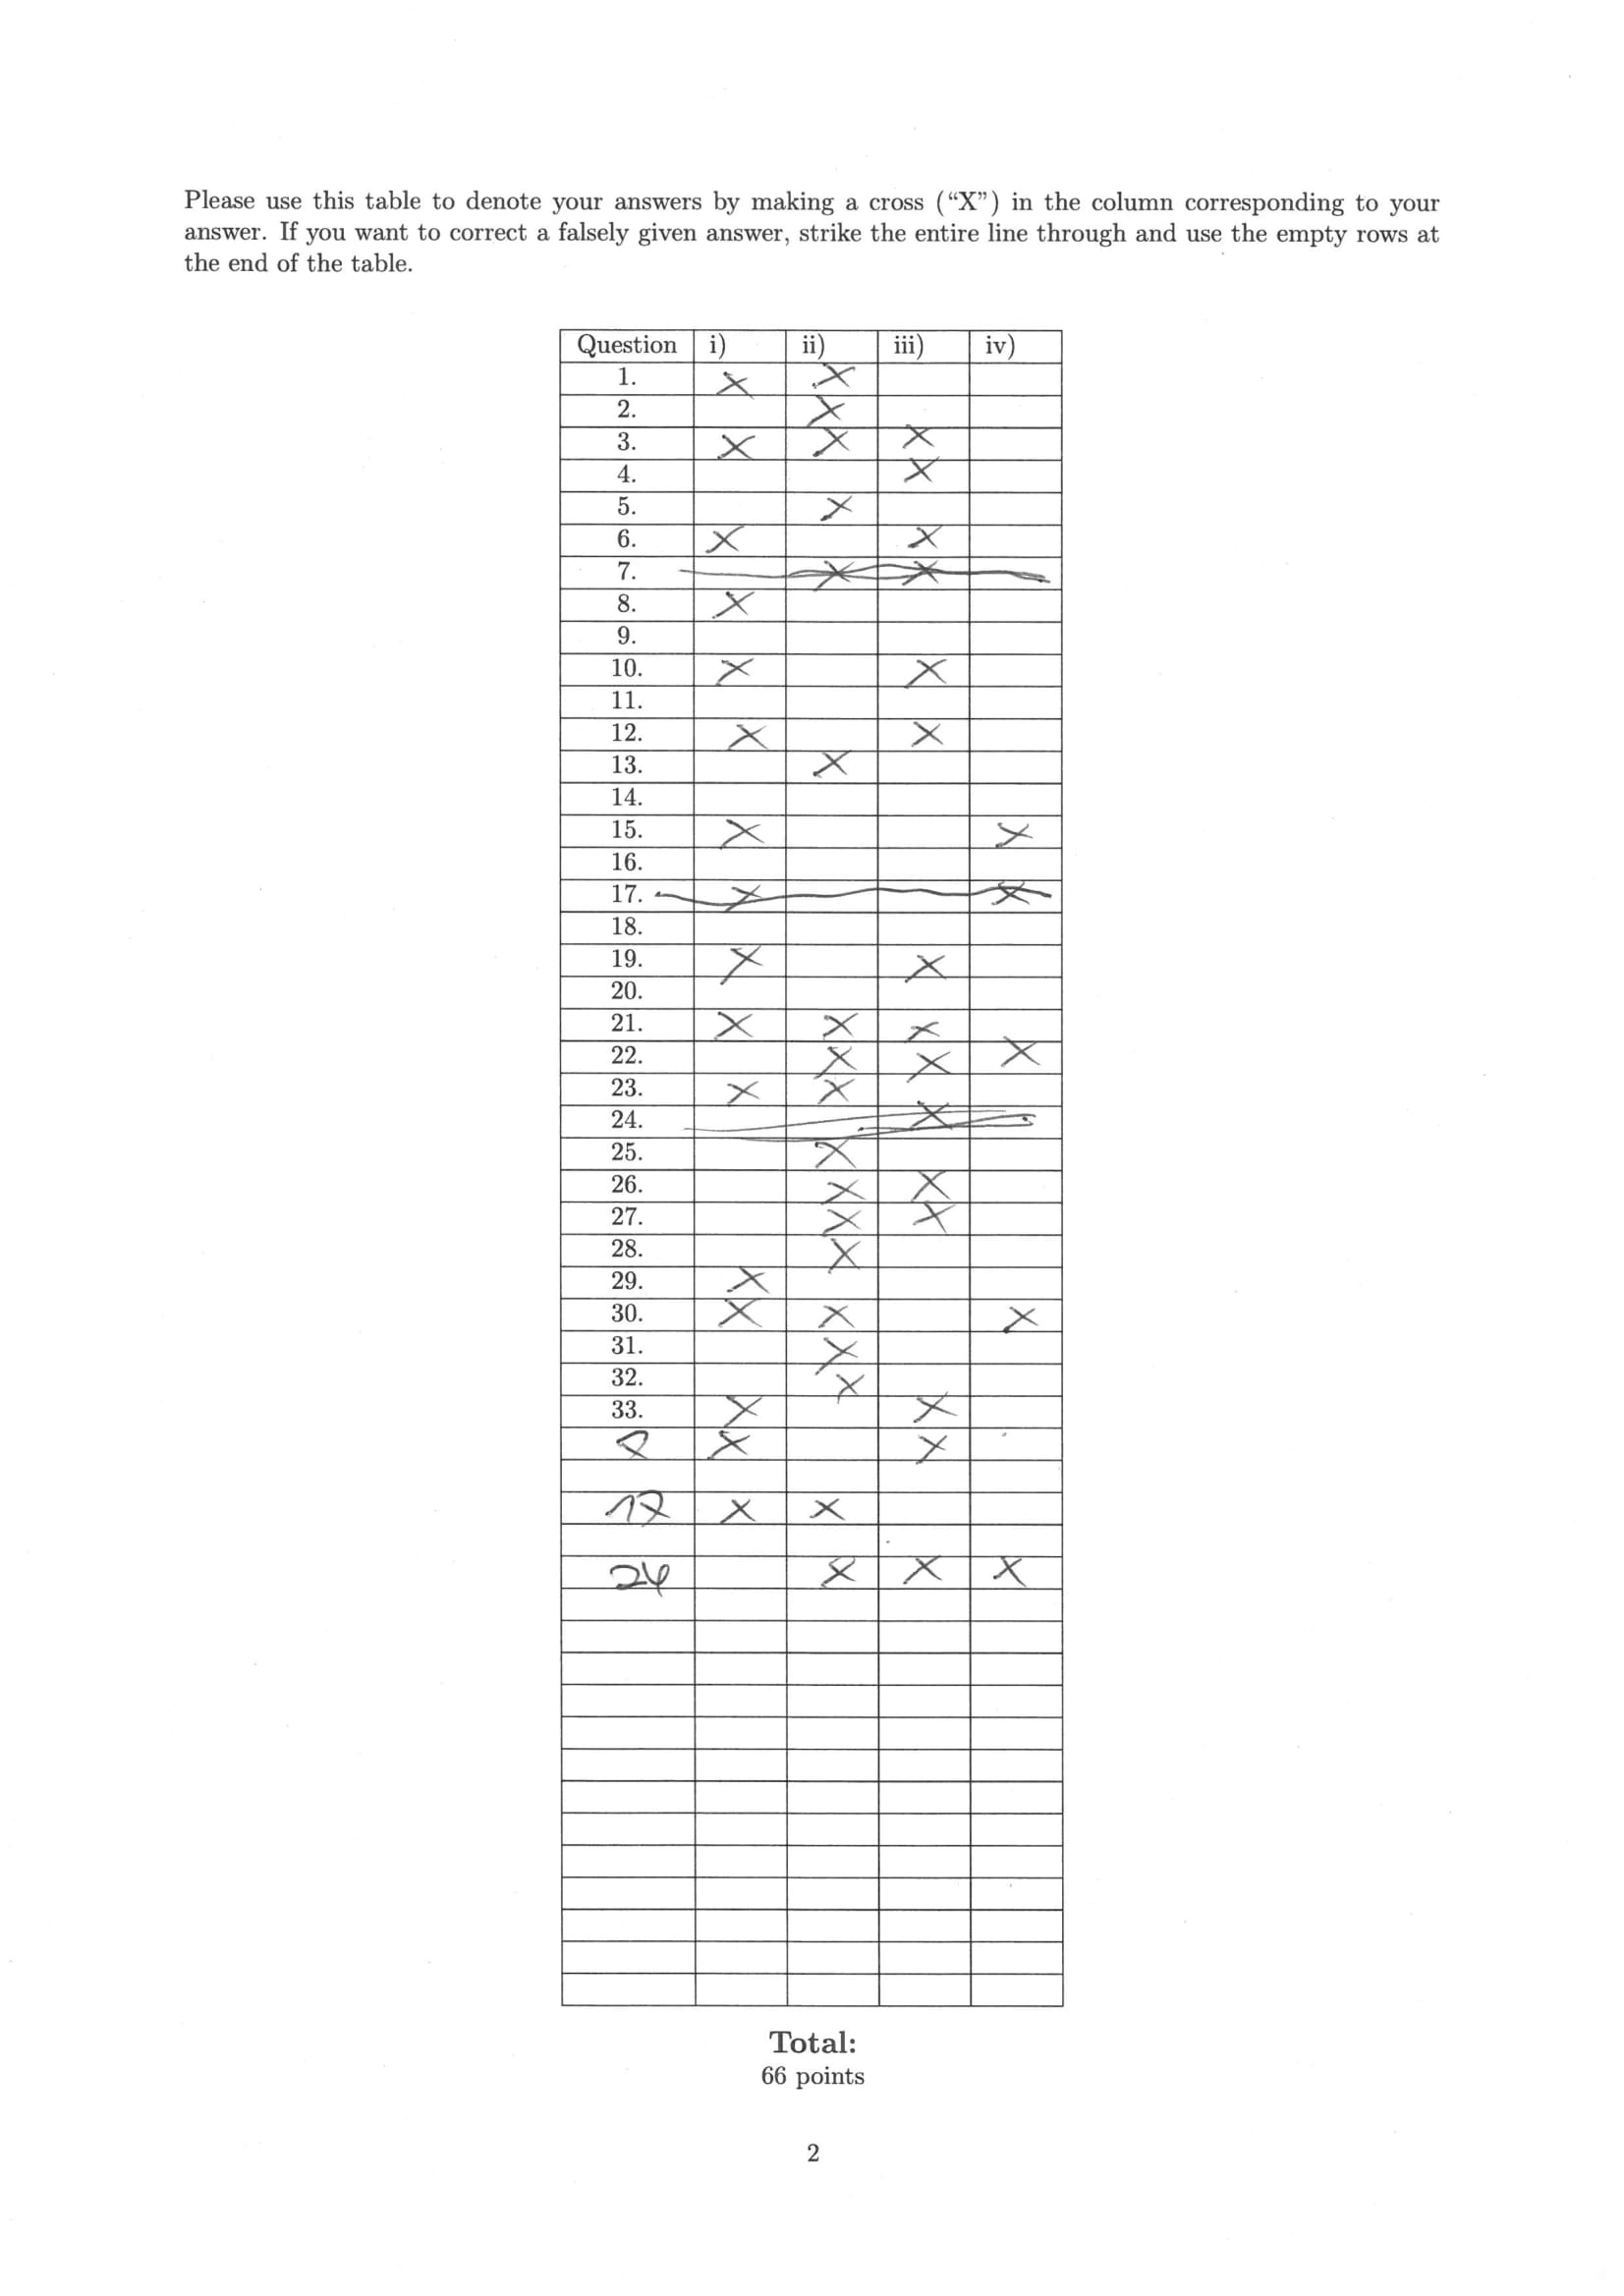 Please use this table to denote your answers by making a cross (“X”) in the column corresponding to your
answer. If you want to correct a falsely given answer, strike the entire line through and use the empty rows at
the end of the table.
Question i) ii) iii) iv)
1. X X
2. X
3. X X X
4. X
5. X
6. X X
7. X X
8. X
9.
10. X X
11.
12. X X
13. X
14.
15. X X
16.
17. X X
18.
19. X X
20.
21. X X X
22. X X X
23. X X
24. X
25. X
26. X X
27. X X
28. X
29. X
30. X X X
31. X
32. X
33. X X
X X
17 X X
24 X X X
Total:
66 points
2